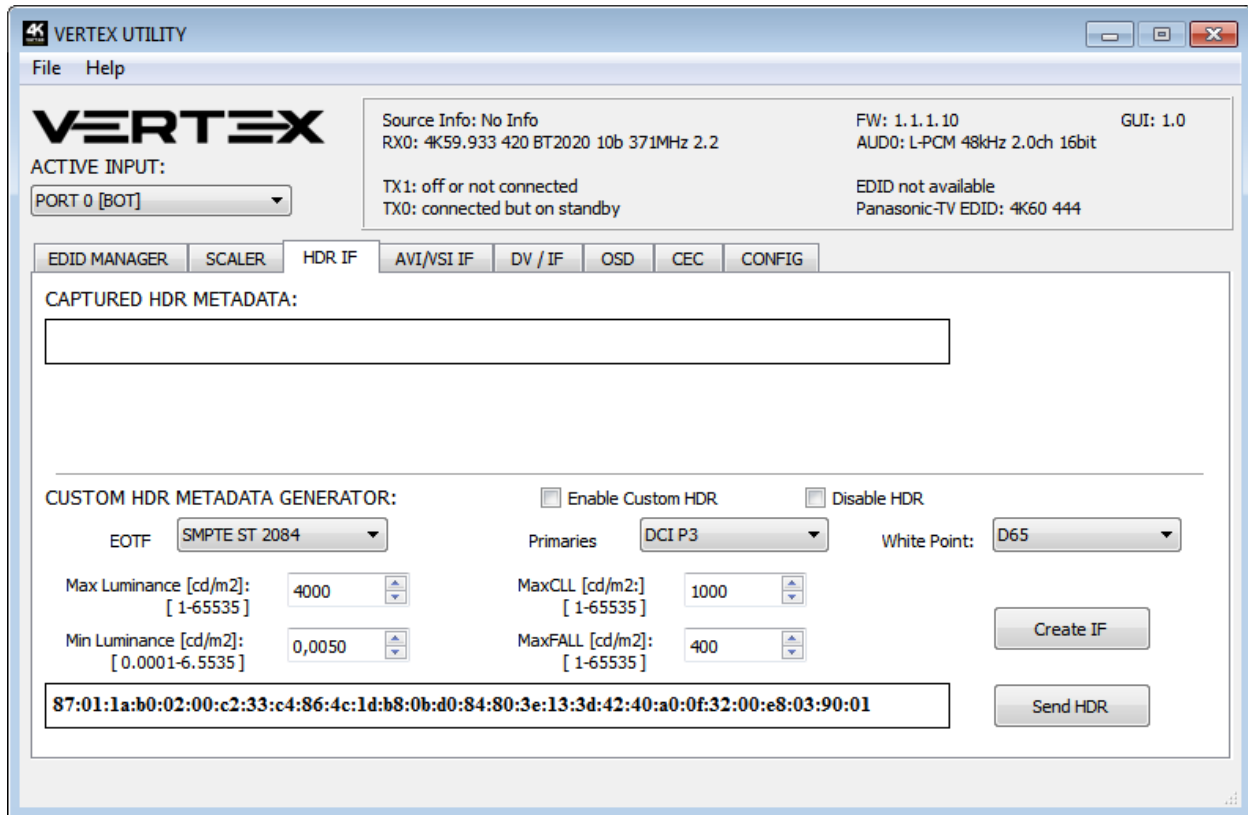 4K
VERTEX UTILITY
File Help
VERTEX
ACTIVE INPUT:
PORT 0 [BOT]
Source Info: No Info
RX0: 4K59.933 420 BT2020 10b 371MHz 2.2
TX1: off or not connected
TX0: connected but on standby
FW: 1.1.1.10 GUI: 1.0
AUD0: L-PCM 48kHz 2.0ch 16bit
EDID not available
Panasonic-TV EDID: 4K60 444
EDID MANAGER SCALER HDR IF AVI/VSI IF DV / IF OSD CEC CONFIG
CAPTURED HDR METADATA:
CUSTOM HDR METADATA GENERATOR: Enable Custom HDR Disable HDR
EOTF SMPTE ST 2084 Primaries DCI P3 White Point: D65
Max Luminance [cd/m2]: 4000 MaxCLL [cd/m2:] 1000
[ 1-65535 ] [ 1-65535 ]
Create IF
Min Luminance [cd/m2]: 0,0050 MaxFALL [cd/m2]: 400
[ 0.0001-6.5535 ] [ 1-65535 ]
87:01:1a:b0:02:00:c2:33:c4:86:4c:1d:b8:0b:d0:84:80:3e:13:3d:42:40:a0:0f:32:00:e8:03:90:01 Send HDR